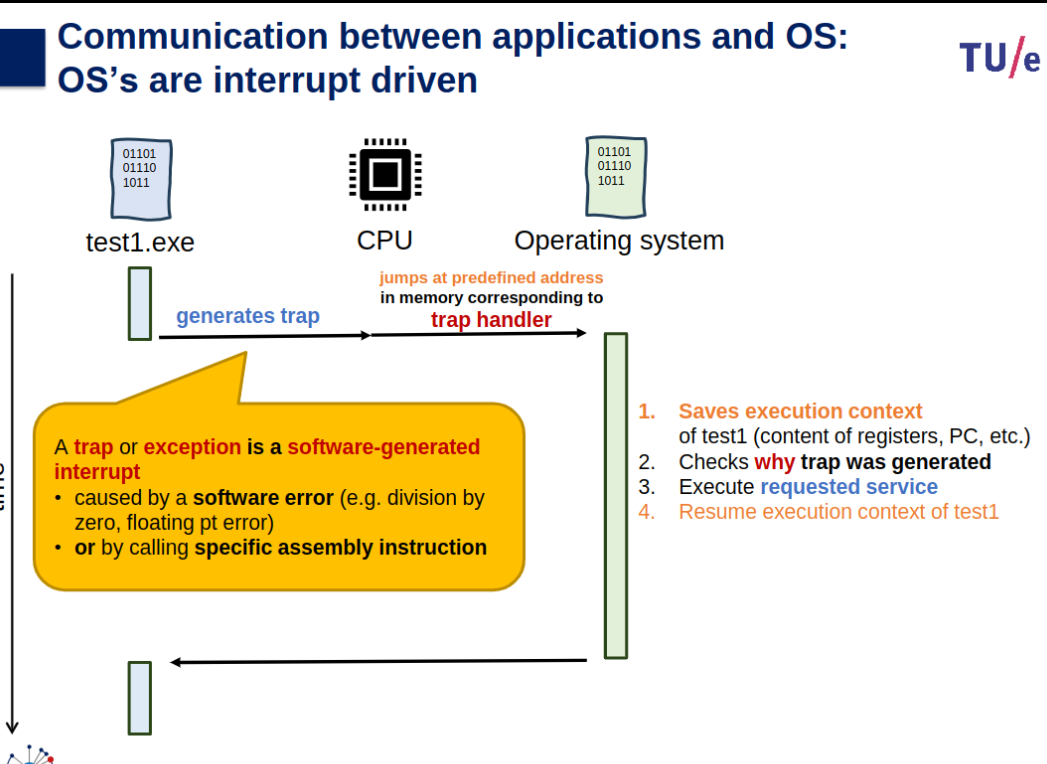 Communication between applications and OS:
OS's are interrupt driven
TU/e
01101
01110
1011
01101
01110
1011
test1.exe
CPU
Operating system
jumps at predefined address
in memory corresponding to
trap handler
generates trap
A trap or exception is a software-generated
interrupt
• caused by a software error (e.g. division by
zero, floating pt error)
• or by calling specific assembly instruction
1. Saves execution context
of test1 (content of registers, PC, etc.)
2. Checks why trap was generated
3. Execute requested service
4. Resume execution context of test1